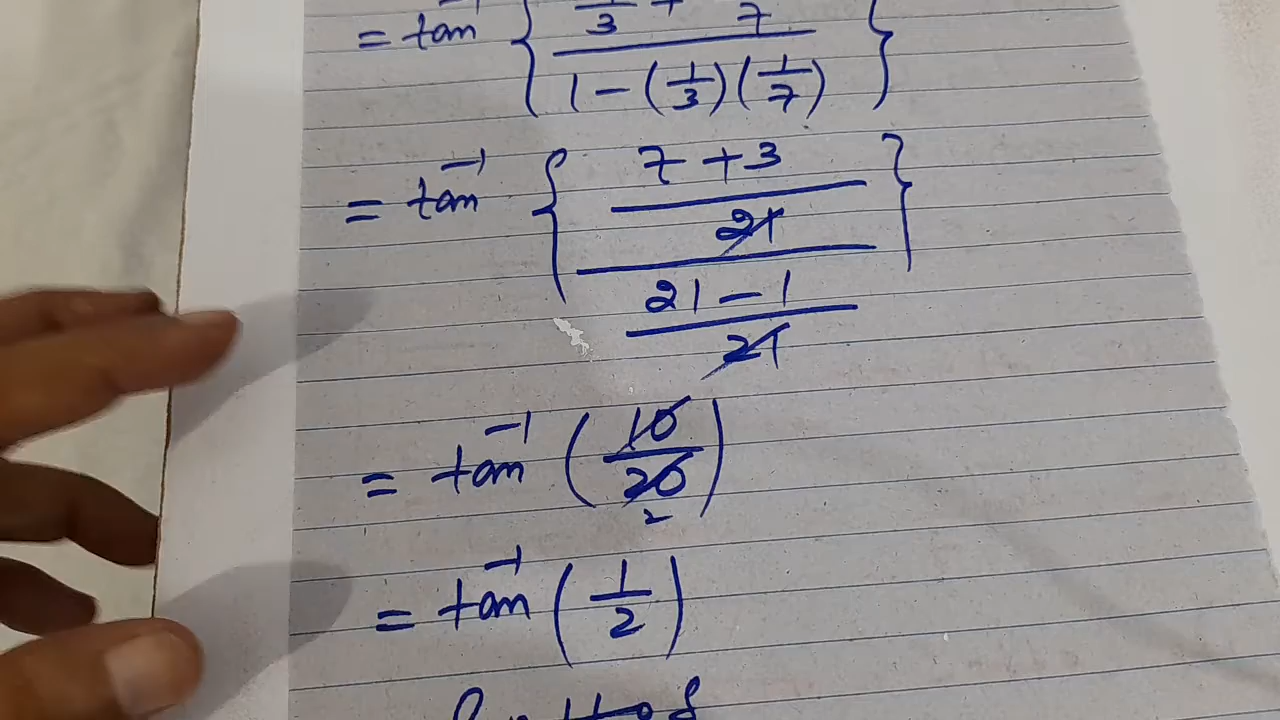 = tan⁻¹ { (1/3 + 1/7) / (1 - (1/3)(1/7)) }
= tan⁻¹ { ((7 + 3)/21) / ((21 - 1)/21) }
= tan⁻¹ (10/20) 2
= tan⁻¹ (1/2)